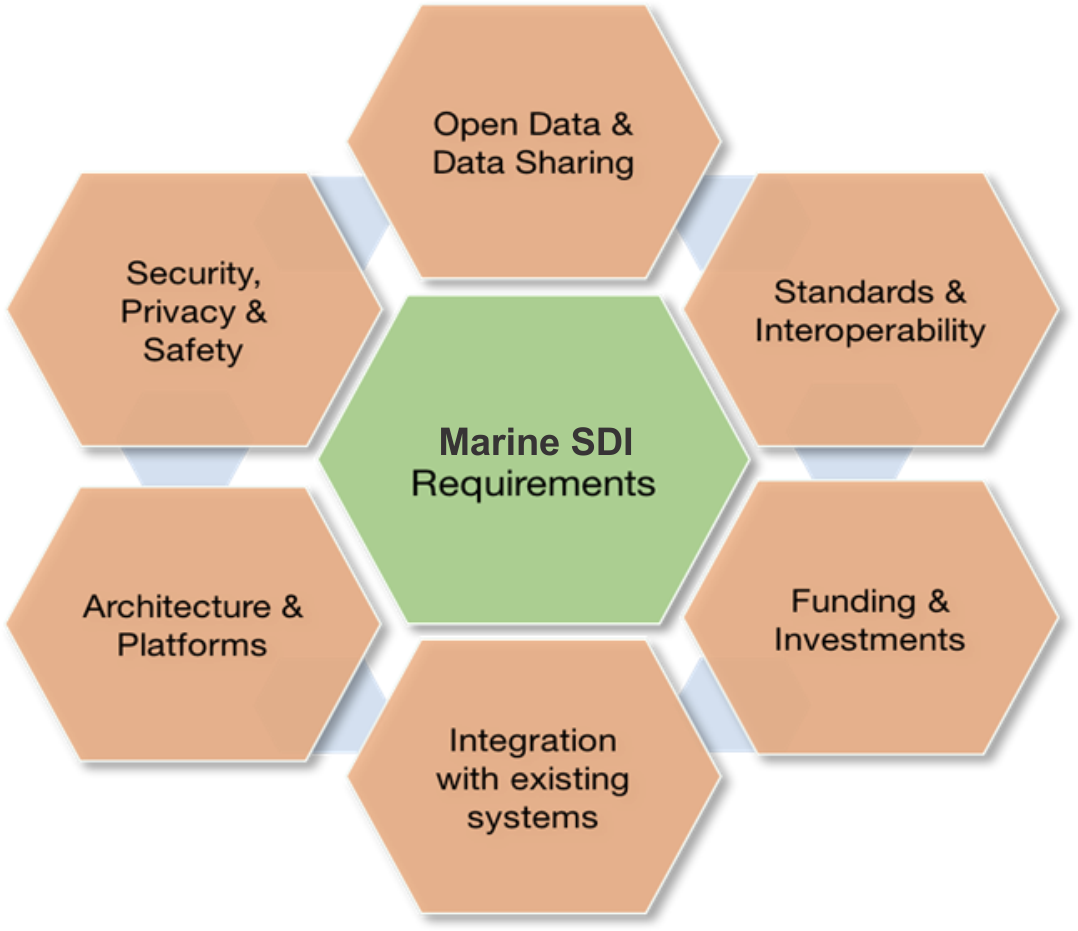 Open Data &
Data Sharing
Security,
Privacy &
Safety
Standards &
Interoperability
Marine SDI
Requirements
Architecture &
Platforms
Funding &
Investments
Integration
with existing
systems